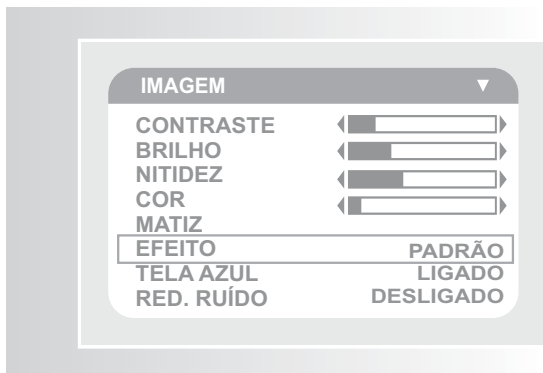 IMAGEM ▼
CONTRASTE
BRILHO
NITIDEZ
COR
MATIZ
EFEITO PADRÃO
TELA AZUL LIGADO
RED. RUÍDO DESLIGADO